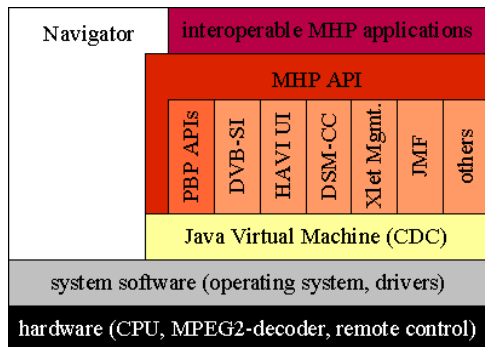 Navigator
interoperable MHP applications
MHP API
PBP APIs
DVB-SI
HAVI UI
DSM-CC
Xlet Mgmt.
JMF
others
Java Virtual Machine (CDC)
system software (operating system, drivers)
hardware (CPU, MPEG2-decoder, remote control)